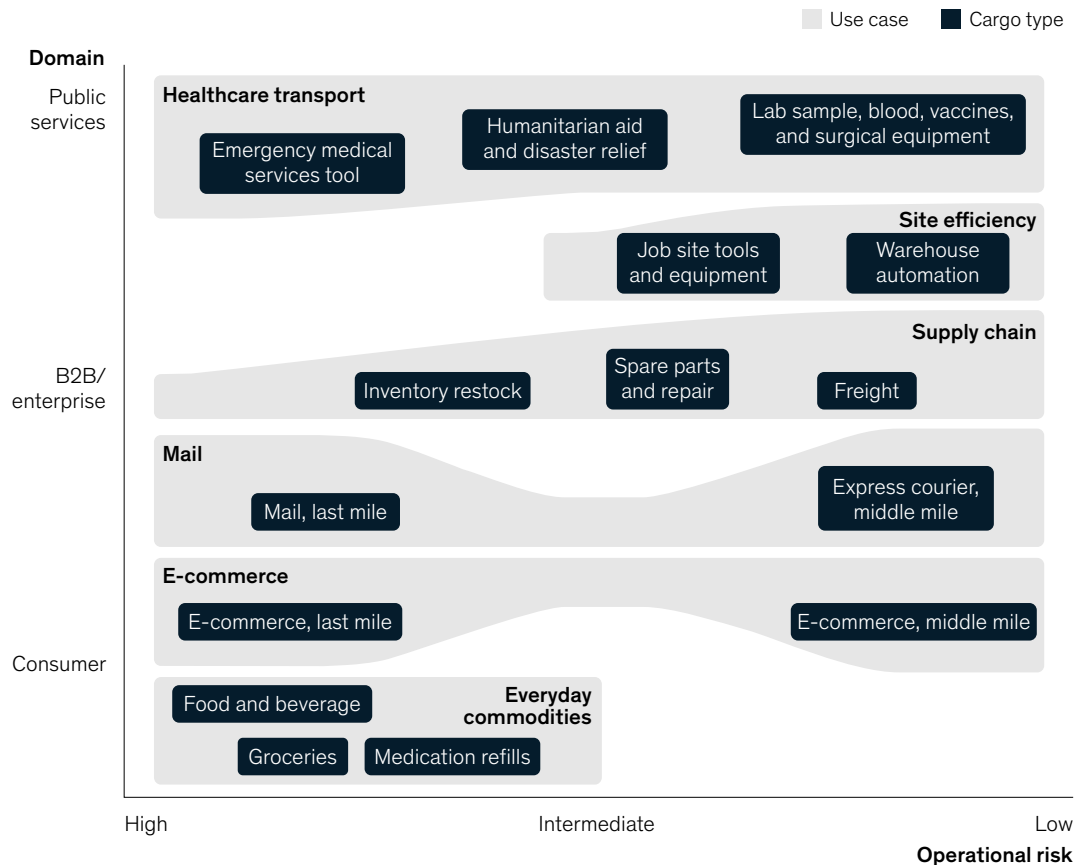 Use case
Cargo type
Domain
Public
services
Healthcare transport
Emergency medical
services tool
Humanitarian aid
and disaster relief
Lab sample, blood, vaccines,
and surgical equipment
Site efficiency
Job site tools
and equipment
Warehouse
automation
B2B/
enterprise
Supply chain
Inventory restock
Spare parts
and repair
Freight
Mail
Mail, last mile
Express courier,
middle mile
E-commerce
E-commerce, last mile
E-commerce, middle mile
Consumer
Everyday
commodities
Food and beverage
Groceries
Medication refills
High
Intermediate
Low
Operational risk